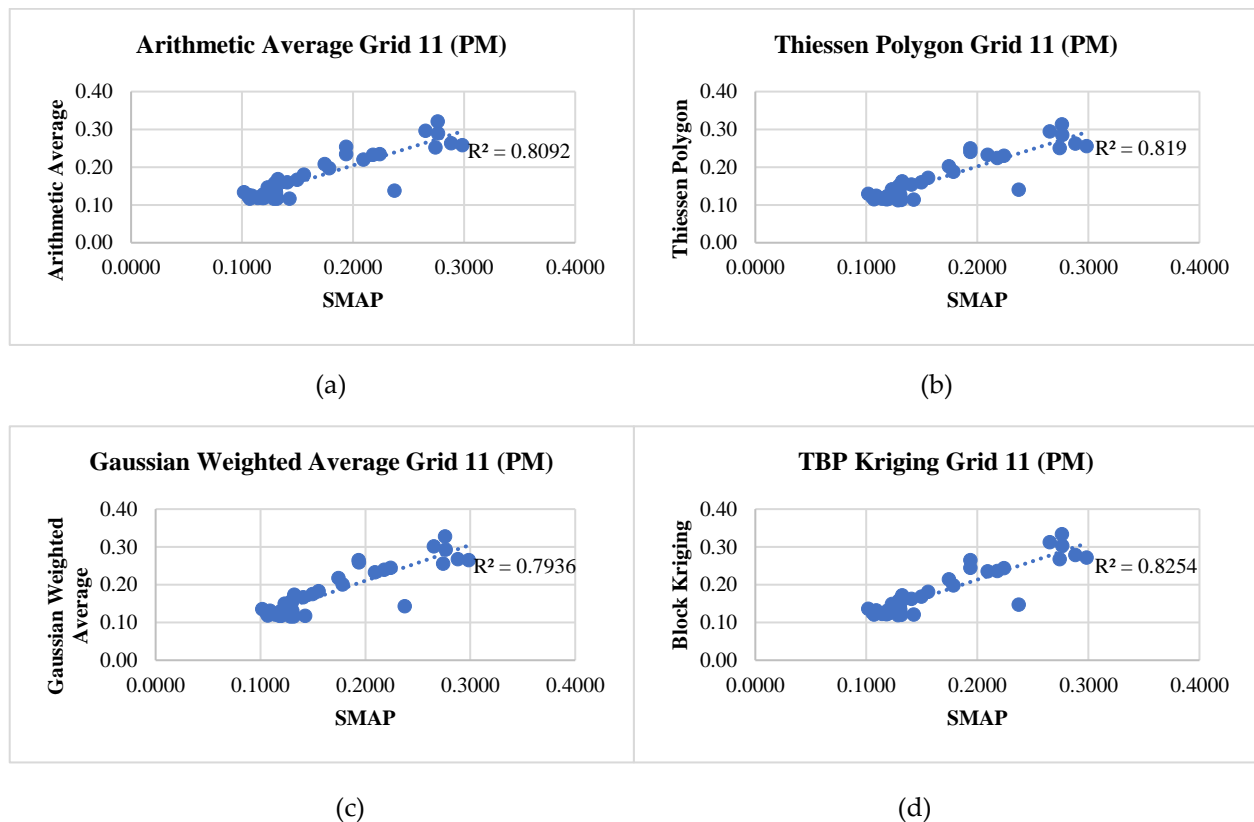 Arithmetic Average Grid 11 (PM)
0.40
0.30
0.20
0.10
0.00
Arithmetic Average
R² = 0.8092
0.0000 0.1000 0.2000 0.3000 0.4000
SMAP
(a)
Thiessen Polygon Grid 11 (PM)
0.40
0.30
0.20
0.10
0.00
Thiessen Polygon
R² = 0.819
0.0000 0.1000 0.2000 0.3000 0.4000
SMAP
(b)
Gaussian Weighted Average Grid 11 (PM)
0.40
0.30
0.20
0.10
0.00
Gaussian Weighted
Average
R² = 0.7936
0.0000 0.1000 0.2000 0.3000 0.4000
SMAP
(c)
TBP Kriging Grid 11 (PM)
0.40
0.30
0.20
0.10
0.00
Block Kriging
R² = 0.8254
0.0000 0.1000 0.2000 0.3000 0.4000
SMAP
(d)